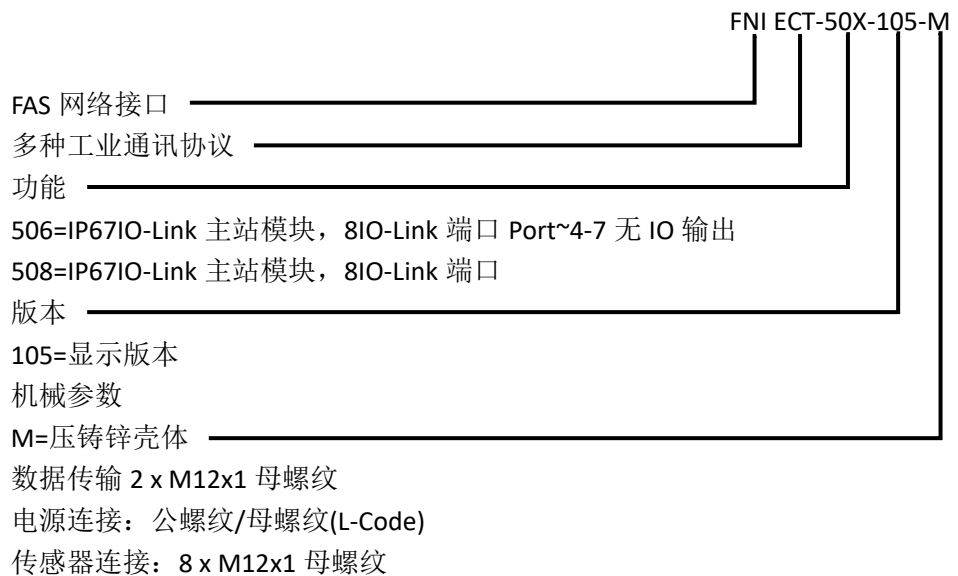 FNI ECT-50X-105-M
FAS 网络接口
多种工业通讯协议
功能
506=IP67IO-Link 主站模块，8IO-Link 端口 Port~4-7 无 IO 输出
508=IP67IO-Link 主站模块，8IO-Link 端口
版本
105=显示版本
机械参数
M=压铸锌壳体
数据传输 2 x M12x1 母螺纹
电源连接：公螺纹/母螺纹(L-Code)
传感器连接：8 x M12x1 母螺纹